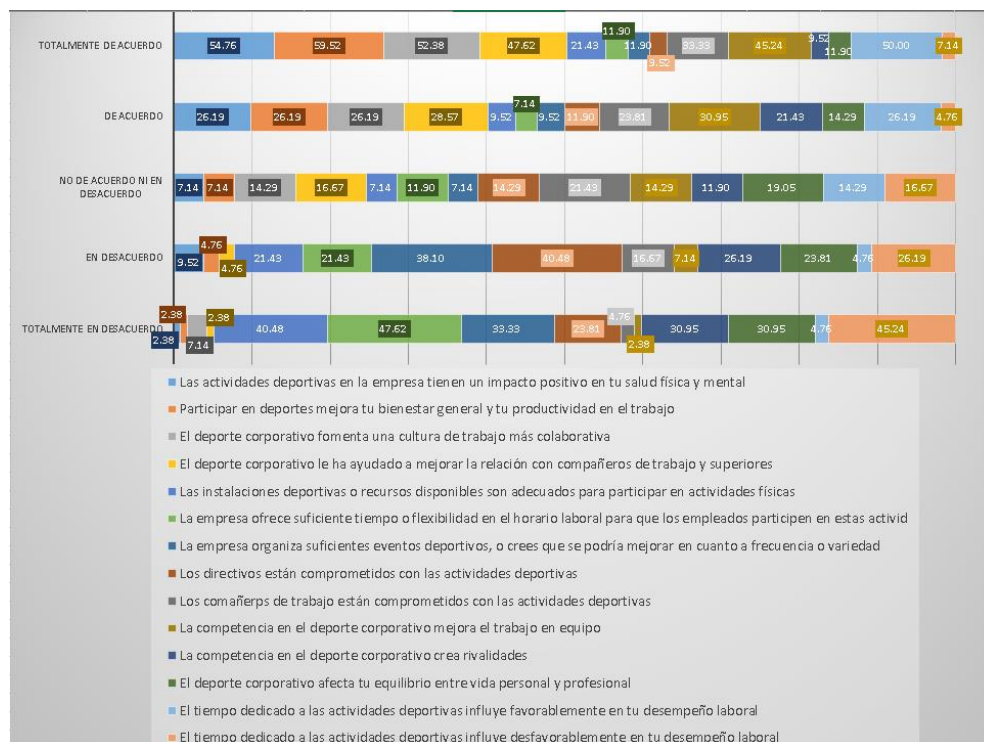 TOTALMENTE DE ACUERDO
54.76 59.52 52.38 47.62 21.43 11.90 11.90 9.52 33.33 45.24 9.52 11.90 50.00 7.14
DE ACUERDO
26.19 26.19 26.19 28.57 9.52 7.14 9.52 11.90 23.81 30.95 21.43 14.29 26.19 4.76
NO DE ACUERDO NI EN
DESACUERDO
7.14 7.14 14.29 16.67 7.14 11.90 7.14 14.29 21.43 14.29 11.90 19.05 14.29 16.67
EN DESACUERDO
9.52 4.76 4.76 21.43 21.43 38.10 40.48 16.67 7.14 26.19 23.81 4.76 26.19
TOTALMENTE EN DESACUERDO
2.38 2.38 7.14 2.38 40.48 47.62 33.33 23.81 4.76 2.38 30.95 30.95 4.76 45.24
Las actividades deportivas en la empresa tienen un impacto positivo en tu salud física y mental
Participar en deportes mejora tu bienestar general y tu productividad en el trabajo
El deporte corporativo fomenta una cultura de trabajo más colaborativa
El deporte corporativo le ha ayudado a mejorar la relación con compañeros de trabajo y superiores
Las instalaciones deportivas o recursos disponibles son adecuados para participar en actividades físicas
La empresa ofrece suficiente tiempo o flexibilidad en el horario laboral para que los empleados participen en estas activid
La empresa organiza suficientes eventos deportivos, o crees que se podría mejorar en cuanto a frecuencia o variedad
Los directivos están comprometidos con las actividades deportivas
Los comañerps de trabajo están comprometidos con las actividades deportivas
La competencia en el deporte corporativo mejora el trabajo en equipo
La competencia en el deporte corporativo crea rivalidades
El deporte corporativo afecta tu equilibrio entre vida personal y profesional
El tiempo dedicado a las actividades deportivas influye favorablemente en tu desempeño laboral
El tiempo dedicado a las actividades deportivas influye desfavorablemente en tu desempeño laboral